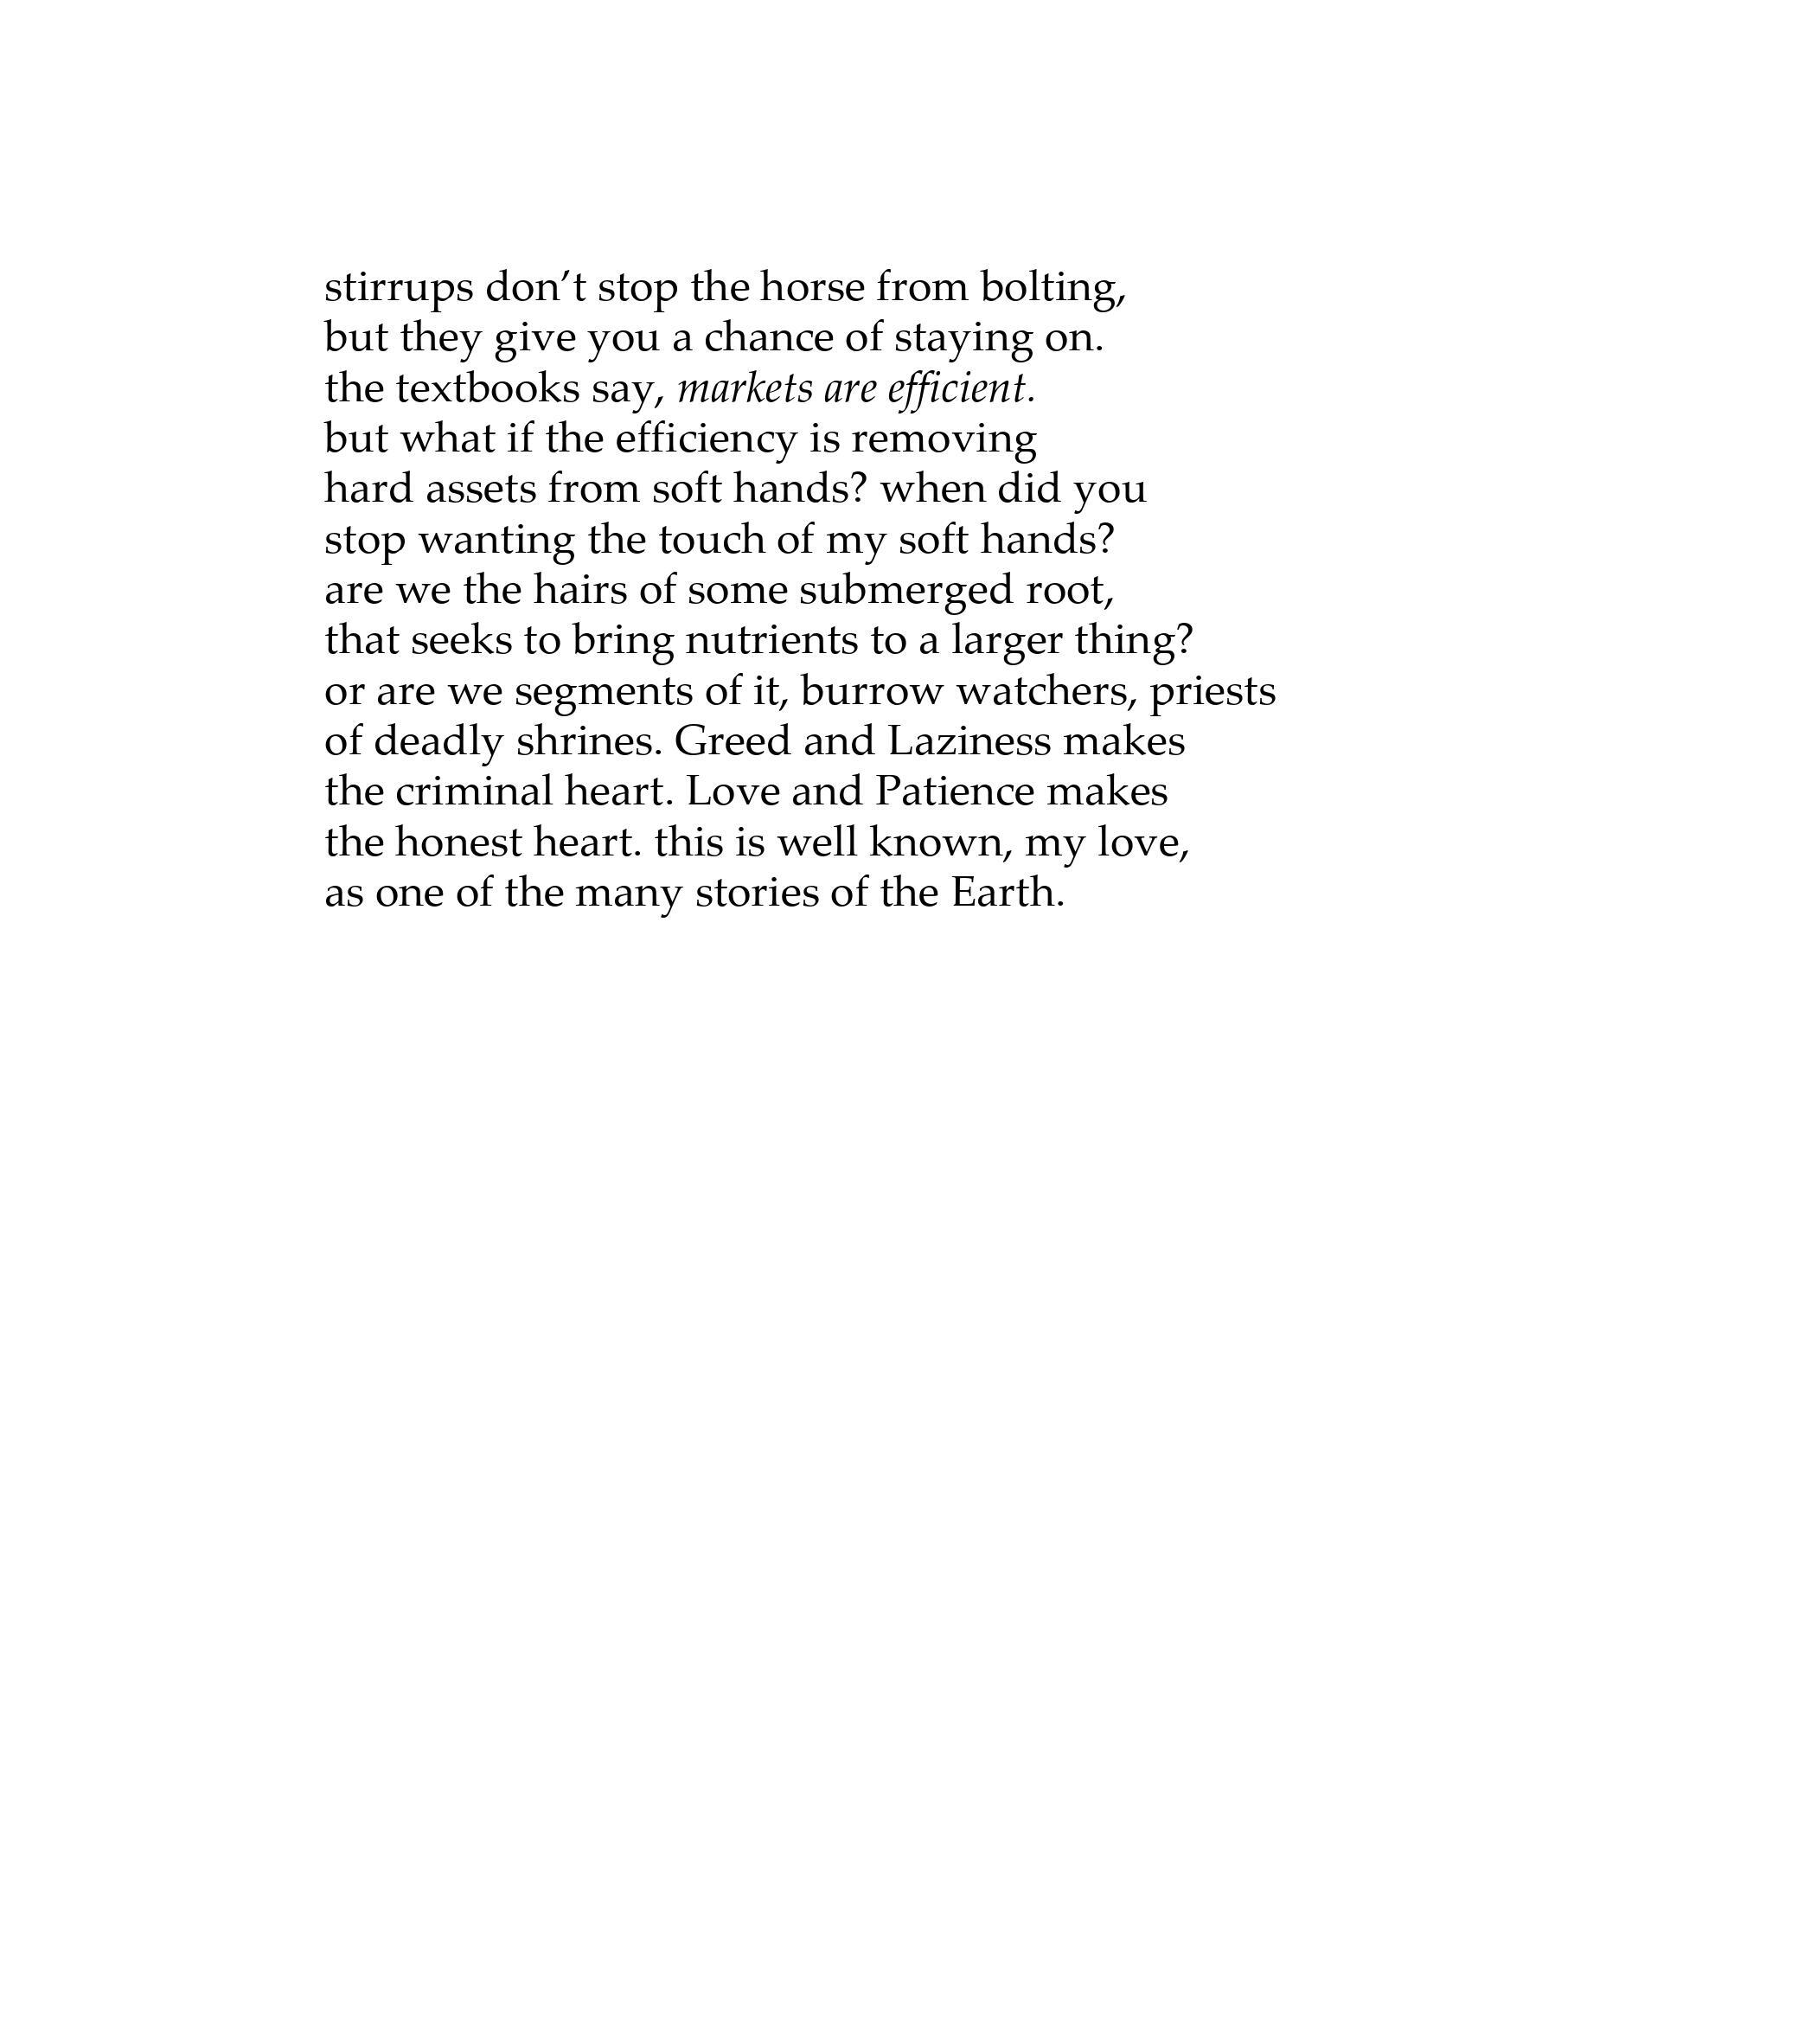 stirrups don’t stop the horse from bolting,
but they give you a chance of staying on.
the textbooks say, markets are efficient.
but what if the efficiency is removing
hard assets from soft hands? when did you
stop wanting the touch of my soft hands?
are we the hairs of some submerged root,
that seeks to bring nutrients to a larger thing?
or are we segments of it, burrow watchers, priests
of deadly shrines. Greed and Laziness makes
the criminal heart. Love and Patience makes
the honest heart. this is well known, my love,
as one of the many stories of the Earth.